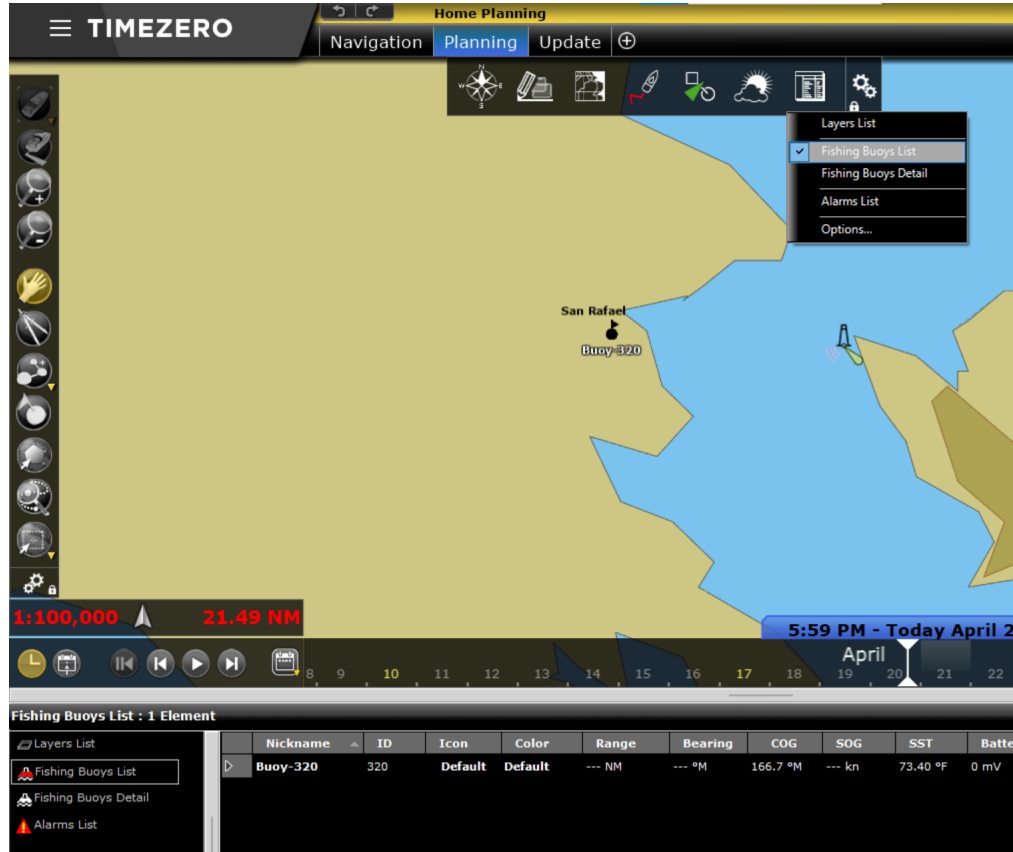 Home Planning
TIMEZERO
Navigation Planning Update
N
W E
S
Layers List
Fishing Buoys List
Fishing Buoys Detail
Alarms List
Options...
San Rafael
Buoy-320
1:100,000 21.49 NM
5:59 PM - Today April 2
April
8 9 10 11 12 13 14 15 16 17 18 19 20 21 22
Fishing Buoys List : 1 Element
Layers List
Fishing Buoys List
Fishing Buoys Detail
Alarms List
Nickname ID Icon Color Range Bearing COG SOG SST Batte
Buoy-320 320 Default Default --- NM --- °M 166.7 °M --- kn 73.40 °F 0 mV